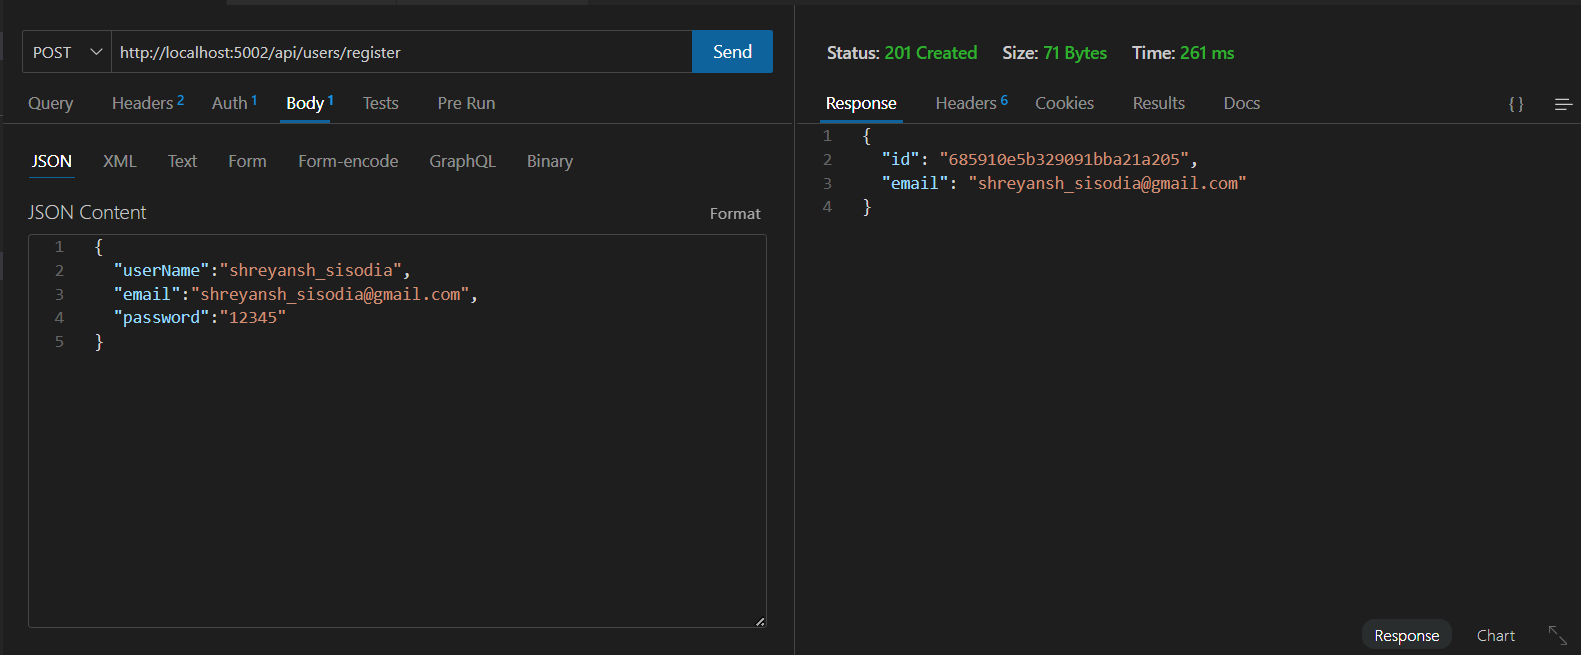 POST http://localhost:5002/api/users/register Send
Query Headers 2 Auth 1 Body 1 Tests Pre Run
JSON XML Text Form Form-encode GraphQL Binary
JSON Content Format
1 {
2 "userName":"shreyansh_sisodia",
3 "email":"shreyansh_sisodia@gmail.com",
4 "password":"12345"
5 }
Status: 201 Created Size: 71 Bytes Time: 261 ms
Response Headers 6 Cookies Results Docs { }
1 {
2 "id": "685910e5b329091bba21a205",
3 "email": "shreyansh_sisodia@gmail.com"
4 }
Response Chart